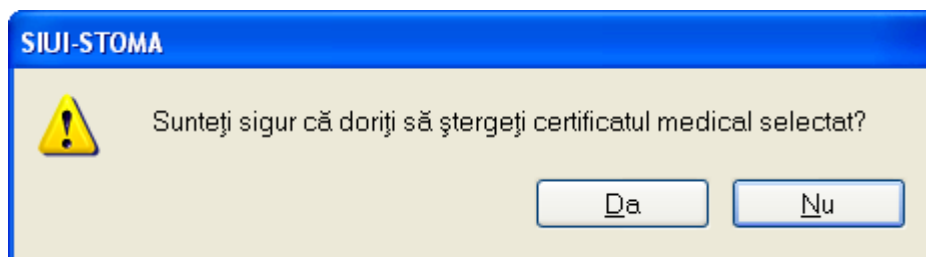 SIUI-STOMA
Sunteţi sigur că doriţi să ştergeţi certificatul medical selectat?
Da Nu